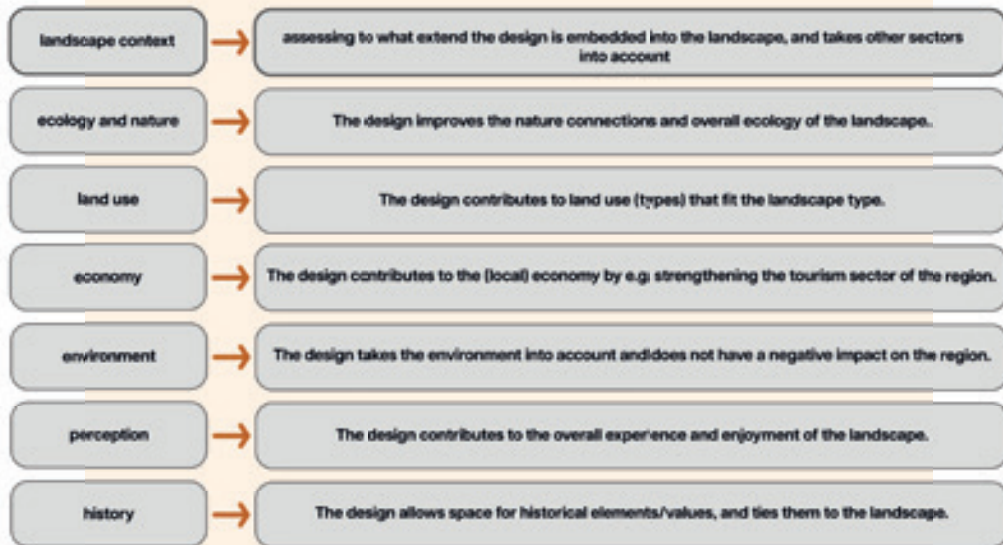 landscape context
assessing to what extend the design is embedded into the landscape, and takes other sectors
into account
ecology and nature
The design improves the nature connections and overall ecology of the landscape..
land use
The design contributes to land use (types) that fit the landscape type.
economy
The design contributes to the (local) economy by e.g. strengthening the tourism sector of the region.
environment
The design takes the environment into account and does not have a negative impact on the region.
perception
The design contributes to the overall experience and enjoyment of the landscape.
history
The design allows space for historical elements/values, and ties them to the landscape.